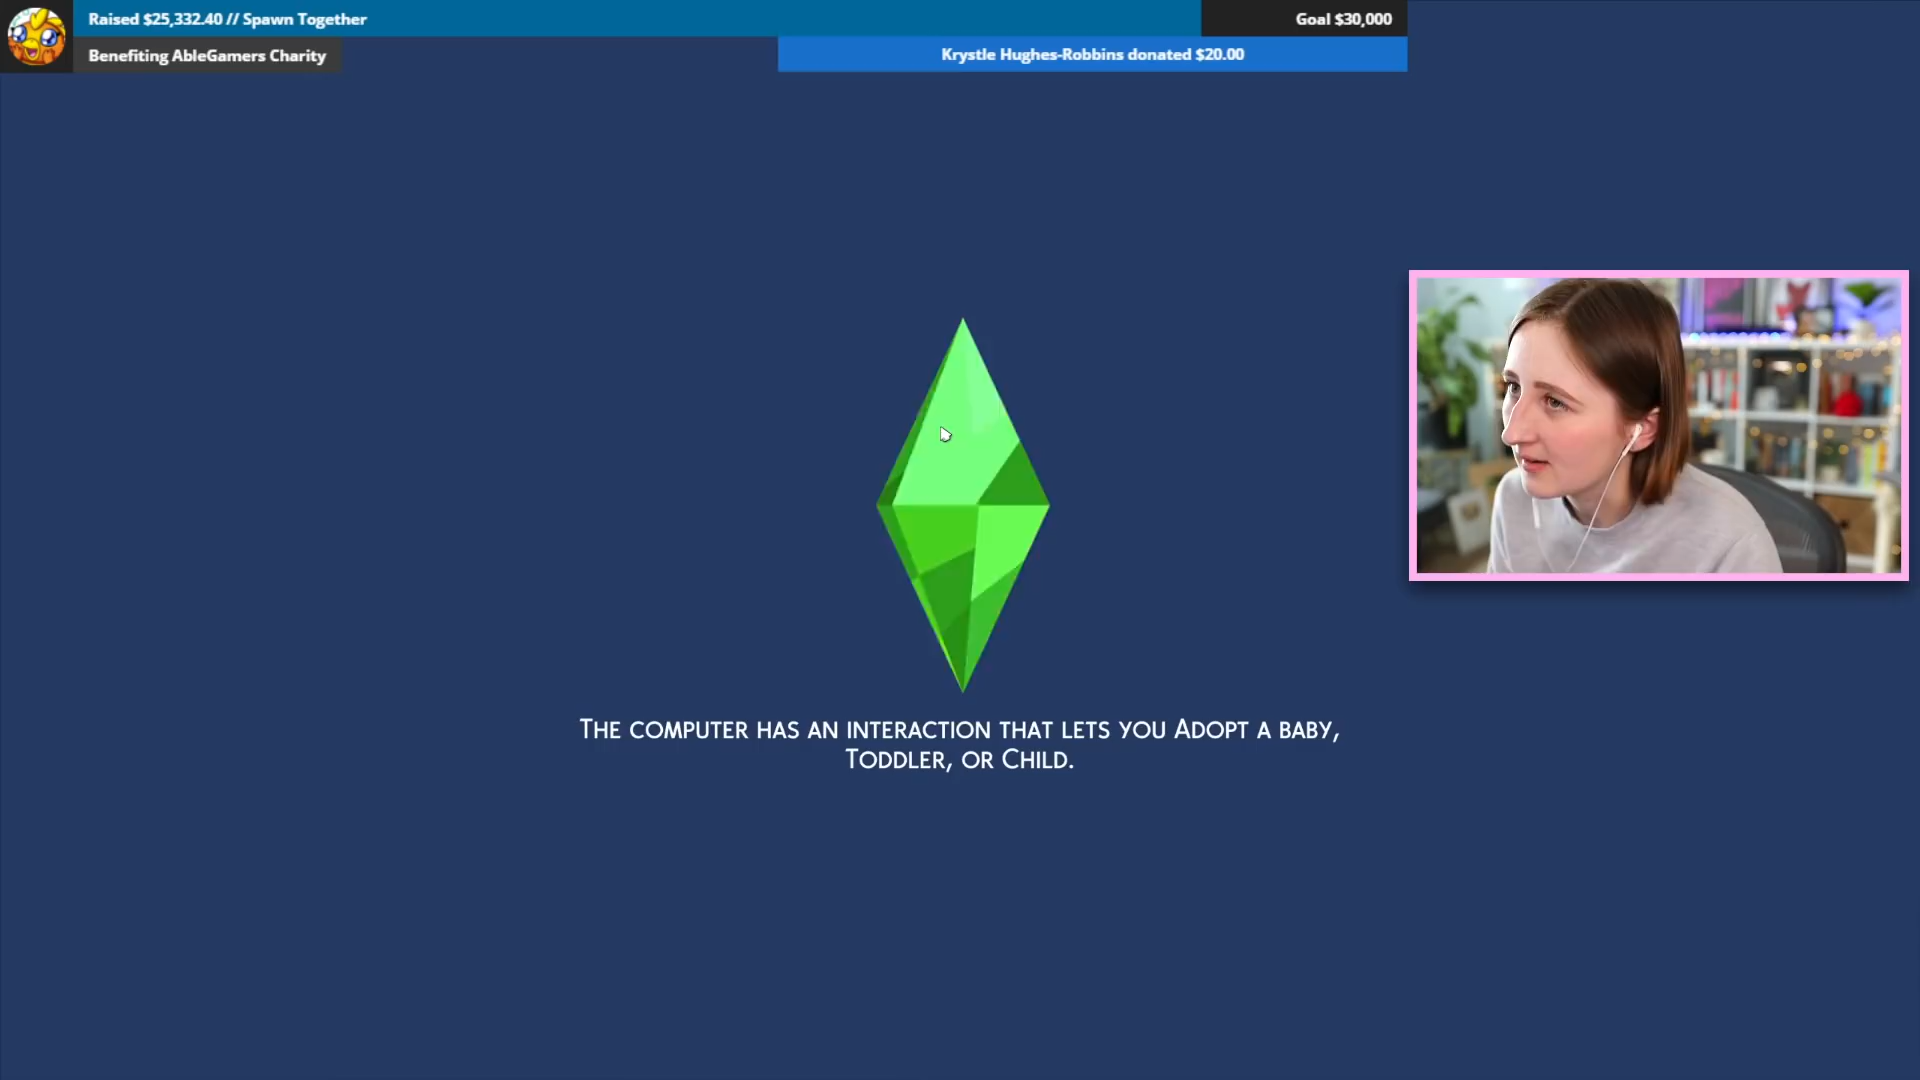 Raised $25,332.40 // Spawn Together
Goal $30,000
Benefiting AbleGamers Charity
Krystle Hughes-Robbins donated $20.00
The computer has an interaction that lets you Adopt a baby,
Toddler, or Child.